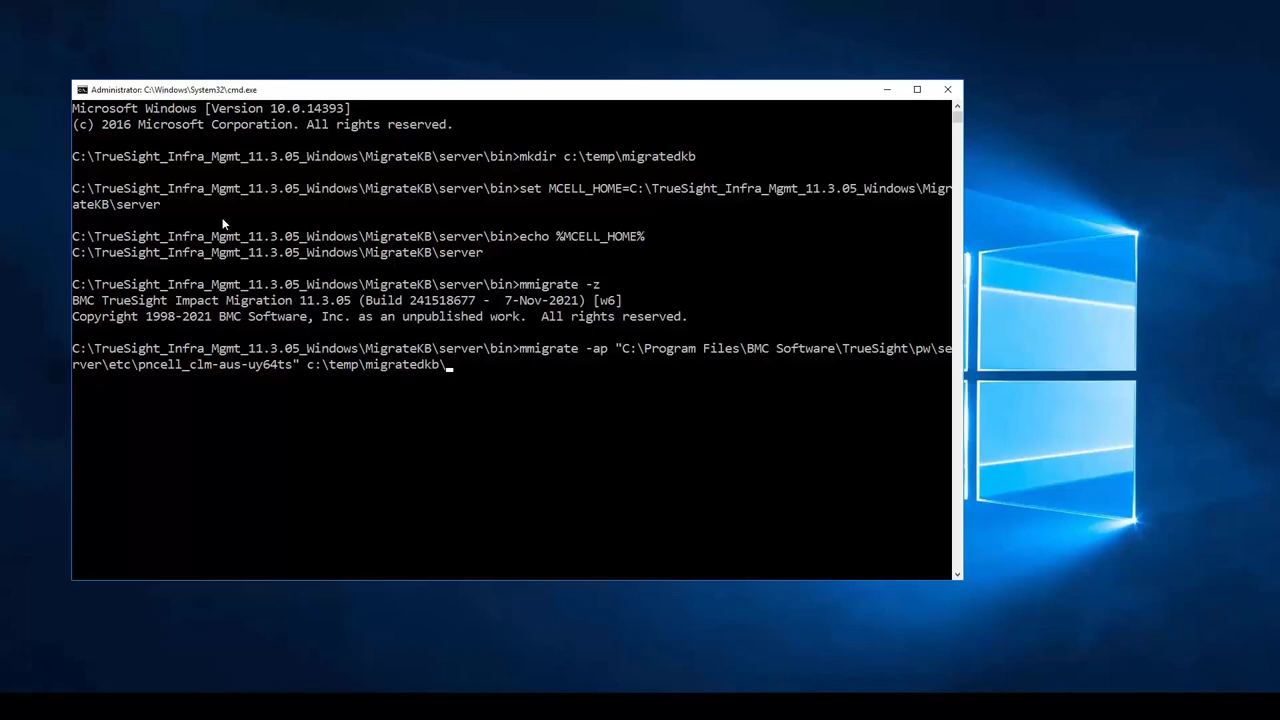 Administrator: C:\Windows\System32\cmd.exe
Microsoft Windows [Version 10.0.14393]
(c) 2016 Microsoft Corporation. All rights reserved.
C:\TrueSight_Infra_Mgmt_11.3.05_Windows\MigrateKB\server\bin>mkdir c:\temp\migratedkb
C:\TrueSight_Infra_Mgmt_11.3.05_Windows\MigrateKB\server\bin>set MCELL_HOME=C:\TrueSight_Infra_Mgmt_11.3.05_Windows\Migr
ateKB\server
C:\TrueSight_Infra_Mgmt_11.3.05_Windows\MigrateKB\server\bin>echo %MCELL_HOME%
C:\TrueSight_Infra_Mgmt_11.3.05_Windows\MigrateKB\server
C:\TrueSight_Infra_Mgmt_11.3.05_Windows\MigrateKB\server\bin>mmigrate -z
BMC TrueSight Impact Migration 11.3.05 (Build 241518677 -  7-Nov-2021) [w6]
Copyright 1998-2021 BMC Software, Inc. as an unpublished work.  All rights reserved.
C:\TrueSight_Infra_Mgmt_11.3.05_Windows\MigrateKB\server\bin>mmigrate -ap "C:\Program Files\BMC Software\TrueSight\pw\se
rver\etc\pncell_clm-aus-uy64ts" c:\temp\migratedkb\